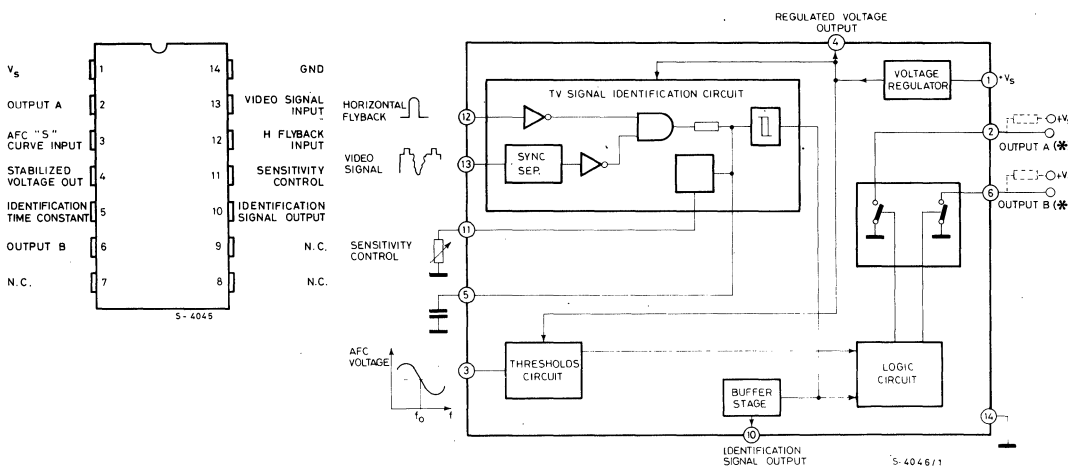 Vs
OUTPUT A
AFC "S"
CURVE INPUT
STABILIZED
VOLTAGE OUT
IDENTIFICATION
TIME CONSTANT
OUTPUT B
N.C.
1
2
3
4
5
6
7
14
13
12
11
10
9
8
GND
VIDEO SIGNAL
INPUT
H FLYBACK
INPUT
SENSITIVITY
CONTROL
IDENTIFICATION
SIGNAL OUTPUT
N.C.
N.C.
S-4045
REGULATED VOLTAGE
OUTPUT
4
TV SIGNAL IDENTIFICATION CIRCUIT
VOLTAGE
REGULATOR
1
+Vs
HORIZONTAL
FLYBACK
12
VIDEO
SIGNAL
13
SYNC
SEP.
+V
2
OUTPUT A (*
+V
6
OUTPUT B (*
SENSITIVITY
CONTROL
11
5
AFC
VOLTAGE
fo
f
3
THRESHOLDS
CIRCUIT
LOGIC
CIRCUIT
BUFFER
STAGE
14
10
IDENTIFICATION
SIGNAL OUTPUT
S-4046/1